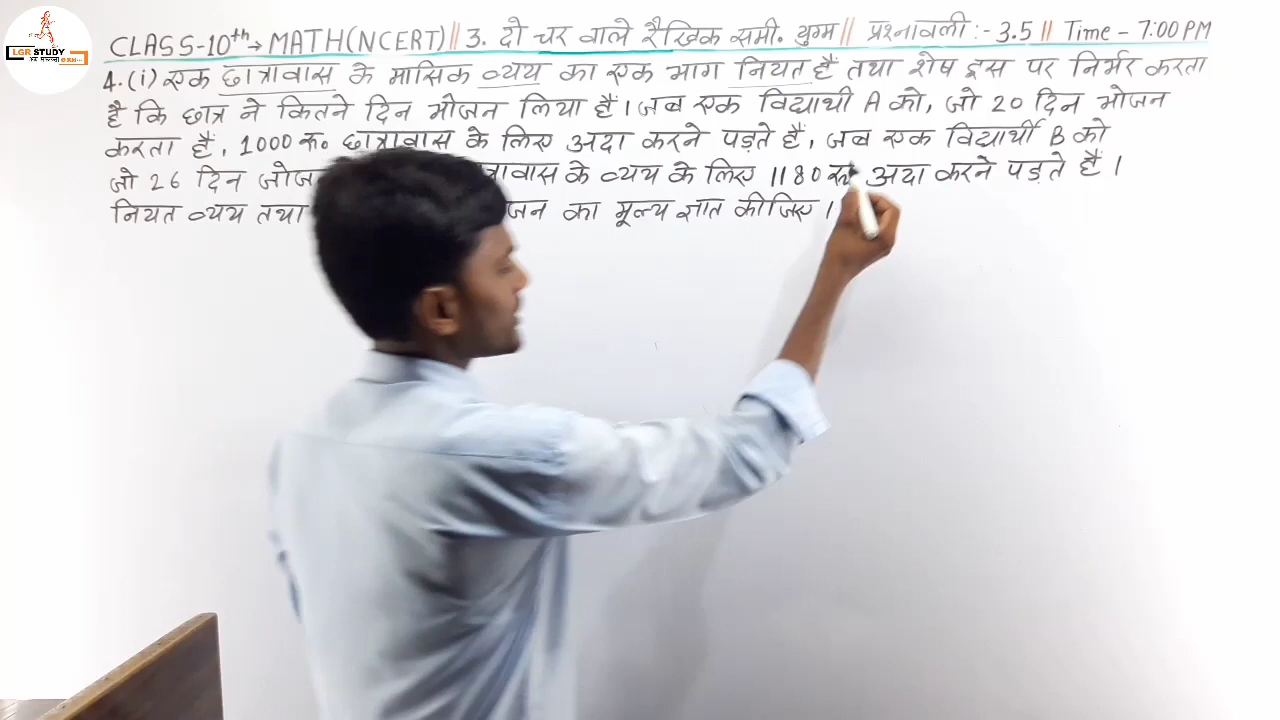 LGR STUDY
CLASS-10th → MATH(NCERT) || 3. दो चर वाले रैखिक समी. युग्म || प्रश्नावली :- 3.5 || Time - 7:00 PM
4.(i) एक छात्रावास के मासिक व्यय का एक भाग नियत हैं तथा शेष इस पर निर्भर करता
है कि छात्र ने कितने दिन भोजन लिया हैं। जब एक विद्यार्थी A को, जो 20 दिन भोजन
करता हैं, 1000 रू० छात्रावास के लिए अदा करने पड़ते हैं, जब एक विद्यार्थी B को
जो 26 दिन के व्यय के लिए 1180 रू० अदा करने पड़ते हैं।
नियत व्यय तथा का मूल्य ज्ञात कीजिए।